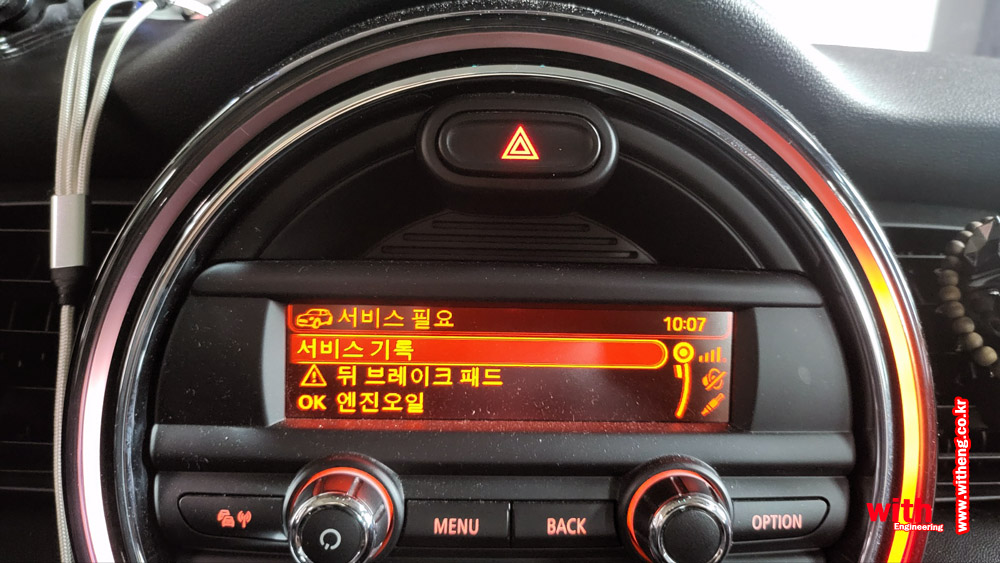 서비스 필요 10:07
서비스 기록
뒤 브레이크 패드
OK 엔진오일
MENU BACK OPTION
with
Engineering
www.witheng.co.kr